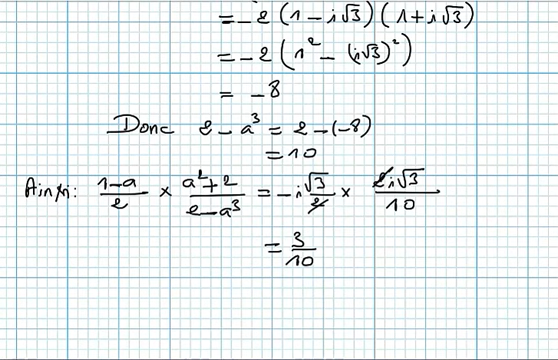 = -2 (1 - i√3) (1 + i√3)
= -2 (1² - (i√3)²)
= -8
Donc 2 - a³ = 2 - (-8)
= 10
Ainsi: (1-a)/2 × (a²+2)/(2-a³) = -i√3/2 × 2i√3/10
= 3/10